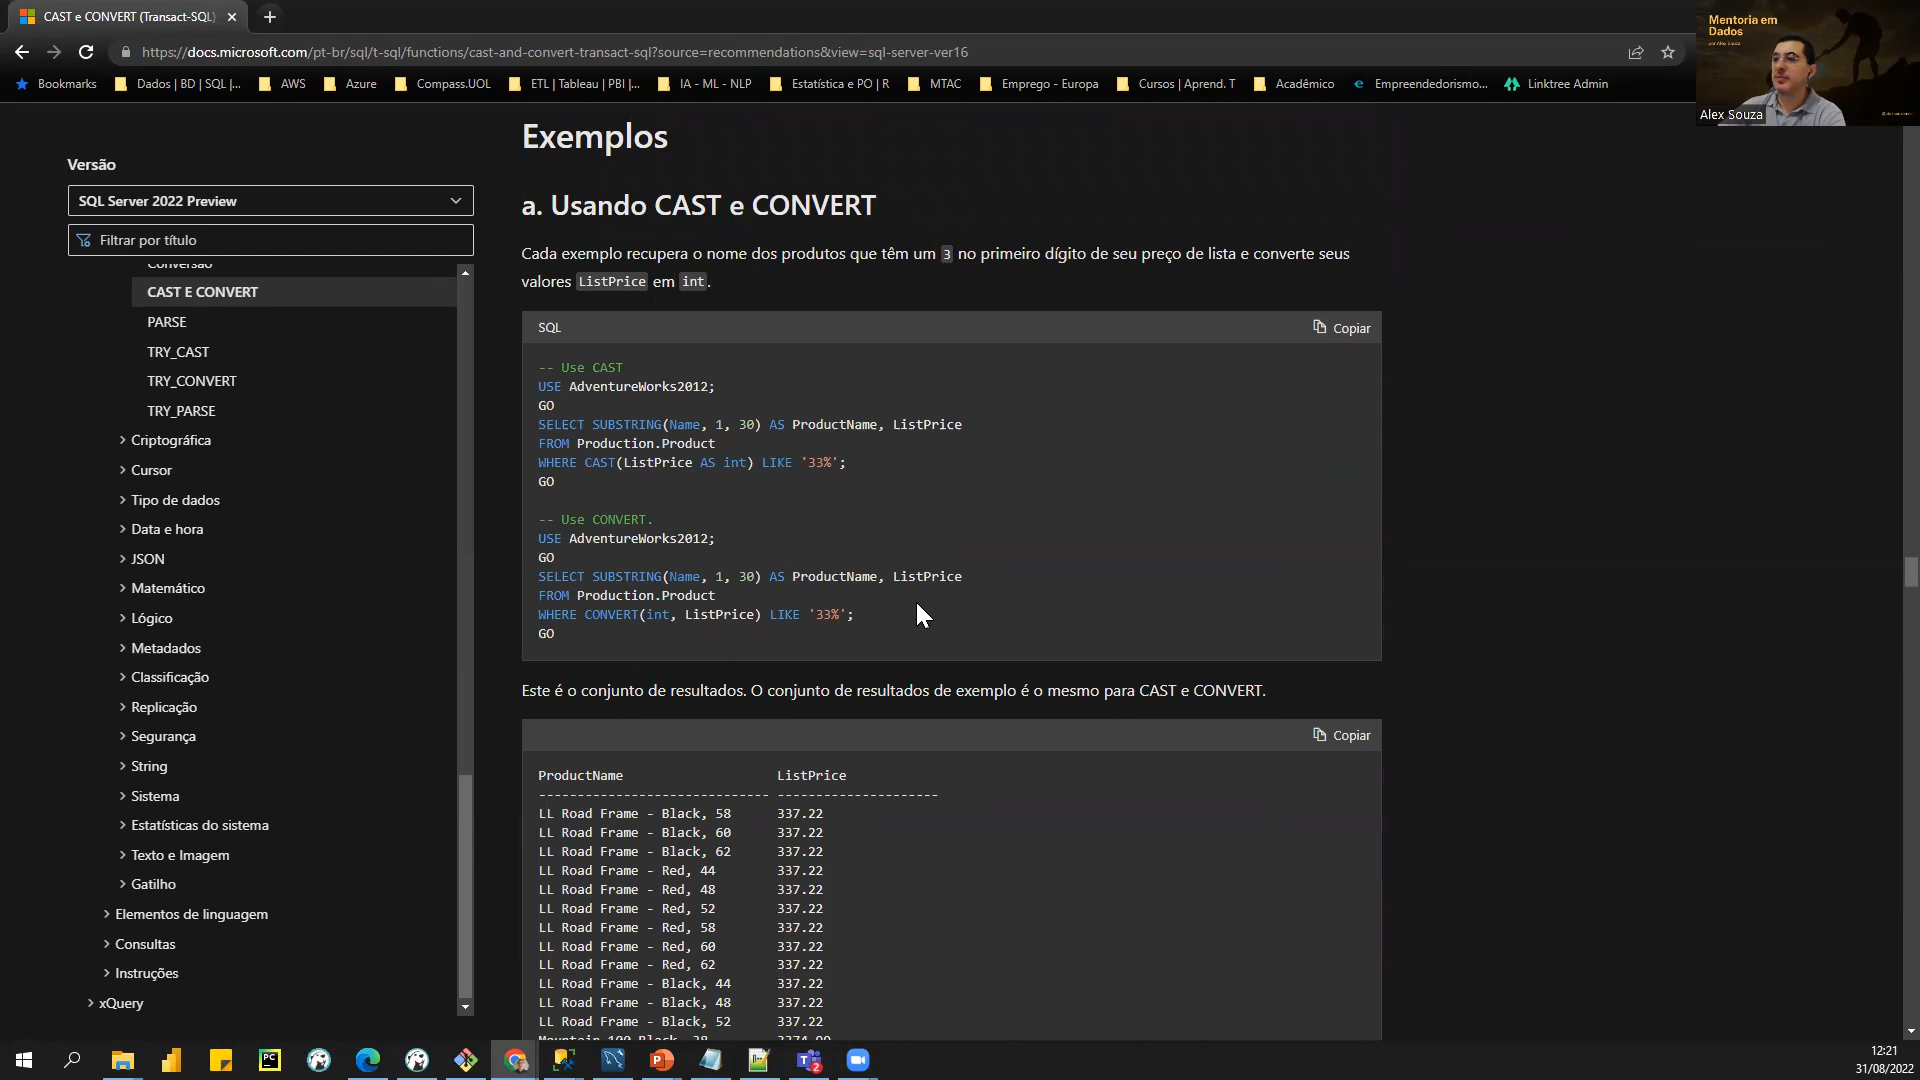 CAST e CONVERT (Transact-SQL)
https://docs.microsoft.com/pt-br/sql/t-sql/functions/cast-and-convert-transact-sql?source=recommendations&view=sql-server-ver16
Bookmarks
Dados | BD | SQL |...
AWS
Azure
Compass.UOL
ETL | Tableau | PBI |...
IA - ML - NLP
Estatística e PO | R
MTAC
Emprego - Europa
Cursos | Aprend. T
Acadêmico
Empreendedorismo...
Linktree Admin
Mentoria em
Dados
Alex Souza
Versão
SQL Server 2022 Preview
Filtrar por título
Conversão
CAST E CONVERT
PARSE
TRY_CAST
TRY_CONVERT
TRY_PARSE
Criptográfica
Cursor
Tipo de dados
Data e hora
JSON
Matemático
Lógico
Metadados
Classificação
Replicação
Segurança
String
Sistema
Estatísticas do sistema
Texto e Imagem
Gatilho
Elementos de linguagem
Consultas
Instruções
xQuery
Exemplos
a. Usando CAST e CONVERT
Cada exemplo recupera o nome dos produtos que têm um 3 no primeiro dígito de seu preço de lista e converte seus
valores ListPrice em int.
SQL
Copiar
-- Use CAST
USE AdventureWorks2012;
GO
SELECT SUBSTRING(Name, 1, 30) AS ProductName, ListPrice
FROM Production.Product
WHERE CAST(ListPrice AS int) LIKE '33%';
GO
-- Use CONVERT.
USE AdventureWorks2012;
GO
SELECT SUBSTRING(Name, 1, 30) AS ProductName, ListPrice
FROM Production.Product
WHERE CONVERT(int, ListPrice) LIKE '33%';
GO
Este é o conjunto de resultados. O conjunto de resultados de exemplo é o mesmo para CAST e CONVERT.
Copiar
ProductName ListPrice
------------------------------ ---------------------
LL Road Frame - Black, 58 337.22
LL Road Frame - Black, 60 337.22
LL Road Frame - Black, 62 337.22
LL Road Frame - Red, 44 337.22
LL Road Frame - Red, 48 337.22
LL Road Frame - Red, 52 337.22
LL Road Frame - Red, 58 337.22
LL Road Frame - Red, 60 337.22
LL Road Frame - Red, 62 337.22
LL Road Frame - Black, 44 337.22
LL Road Frame - Black, 48 337.22
LL Road Frame - Black, 52 337.22
PC
2
12:21
31/08/2022